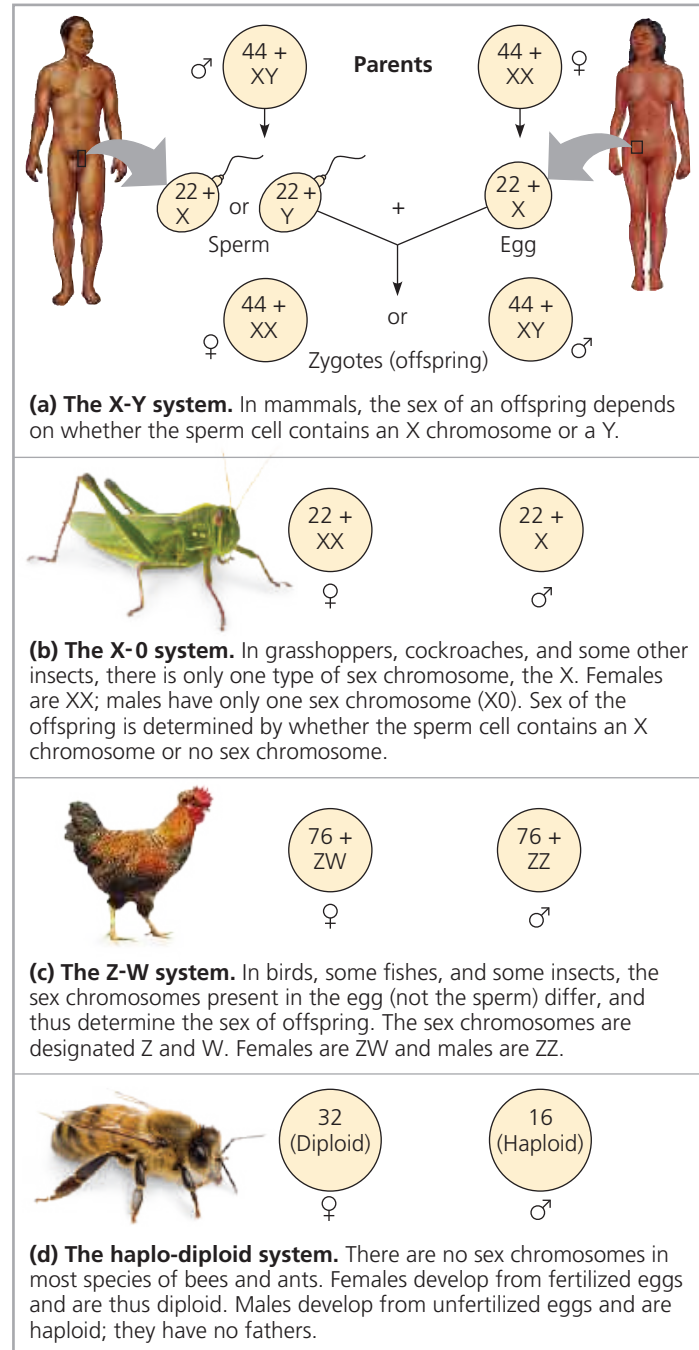 ♂ 44 + XY Parents 44 + XX ♀
22 + X or 22 + Y + 22 + X
Sperm Egg
♀ 44 + XX or 44 + XY ♂
Zygotes (offspring)
(a) The X-Y system. In mammals, the sex of an offspring depends
on whether the sperm cell contains an X chromosome or a Y.
22 + XX 22 + X
♀ ♂
(b) The X-0 system. In grasshoppers, cockroaches, and some other
insects, there is only one type of sex chromosome, the X. Females
are XX; males have only one sex chromosome (X0). Sex of the
offspring is determined by whether the sperm cell contains an X
chromosome or no sex chromosome.
76 + ZW 76 + ZZ
♀ ♂
(c) The Z-W system. In birds, some fishes, and some insects, the
sex chromosomes present in the egg (not the sperm) differ, and
thus determine the sex of offspring. The sex chromosomes are
designated Z and W. Females are ZW and males are ZZ.
32 (Diploid) 16 (Haploid)
♀ ♂
(d) The haplo-diploid system. There are no sex chromosomes in
most species of bees and ants. Females develop from fertilized eggs
and are thus diploid. Males develop from unfertilized eggs and are
haploid; they have no fathers.